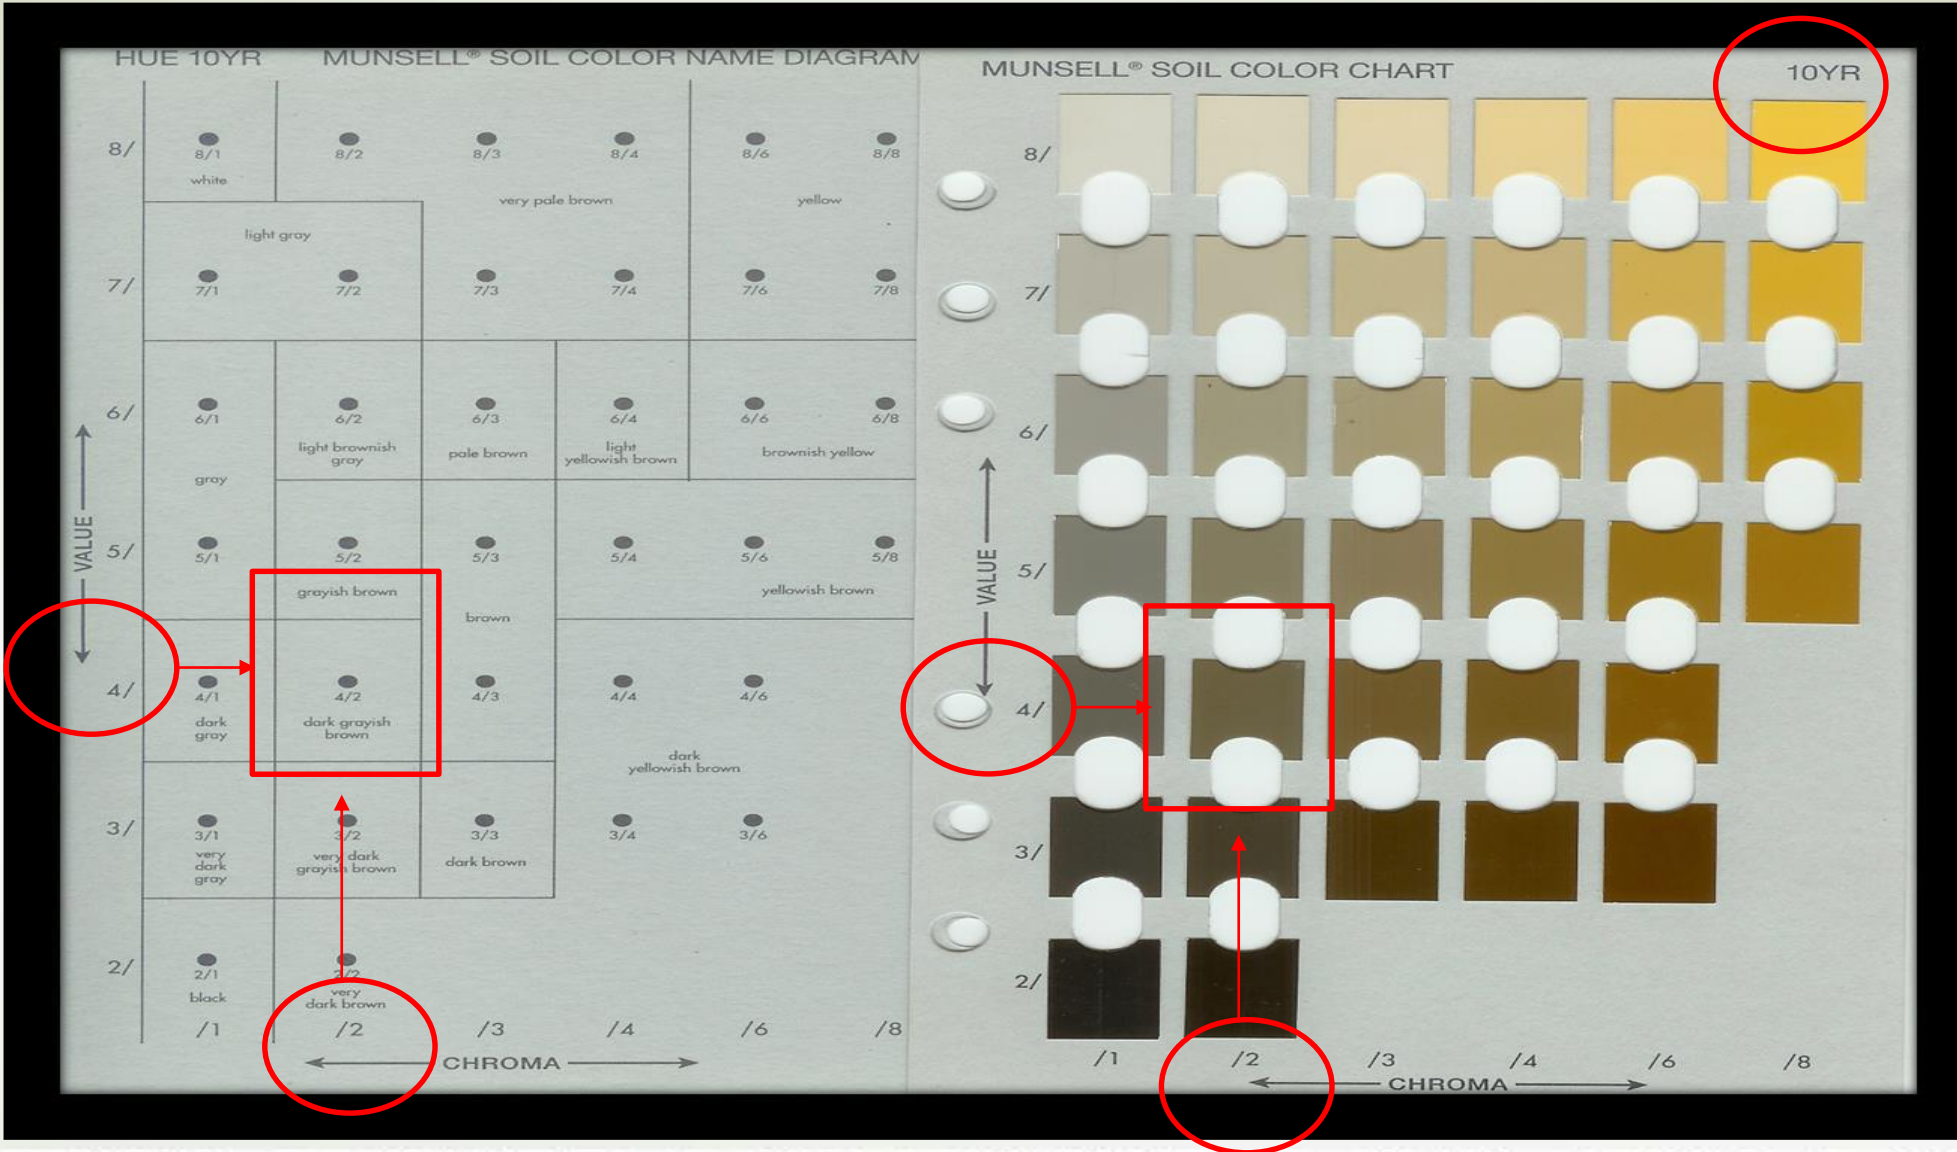 HUE 10YR MUNSELL® SOIL COLOR NAME DIAGRAM
8/
8/1 8/2 8/3 8/4 8/6 8/8
white
very pale brown
yellow
light gray
7/
7/1 7/2 7/3 7/4 7/6 7/8
6/
6/1 6/2 6/3 6/4 6/6 6/8
light brownish
gray
pale brown
light
yellowish brown
brownish yellow
gray
5/
5/1 5/2 5/3 5/4 5/6 5/8
grayish brown
brown
yellowish brown
VALUE
4/
4/1 4/2 4/3 4/4 4/6
dark
gray
dark grayish
brown
dark
yellowish brown
3/
3/1 3/2 3/3 3/4 3/6
very
dark
gray
very dark
grayish brown
dark brown
2/
2/1 2/2
black
very
dark brown
/1 /2 /3 /4 /6 /8
CHROMA
MUNSELL® SOIL COLOR CHART 10YR
8/
7/
6/
5/
VALUE
4/
3/
2/
/1 /2 /3 /4 /6 /8
CHROMA